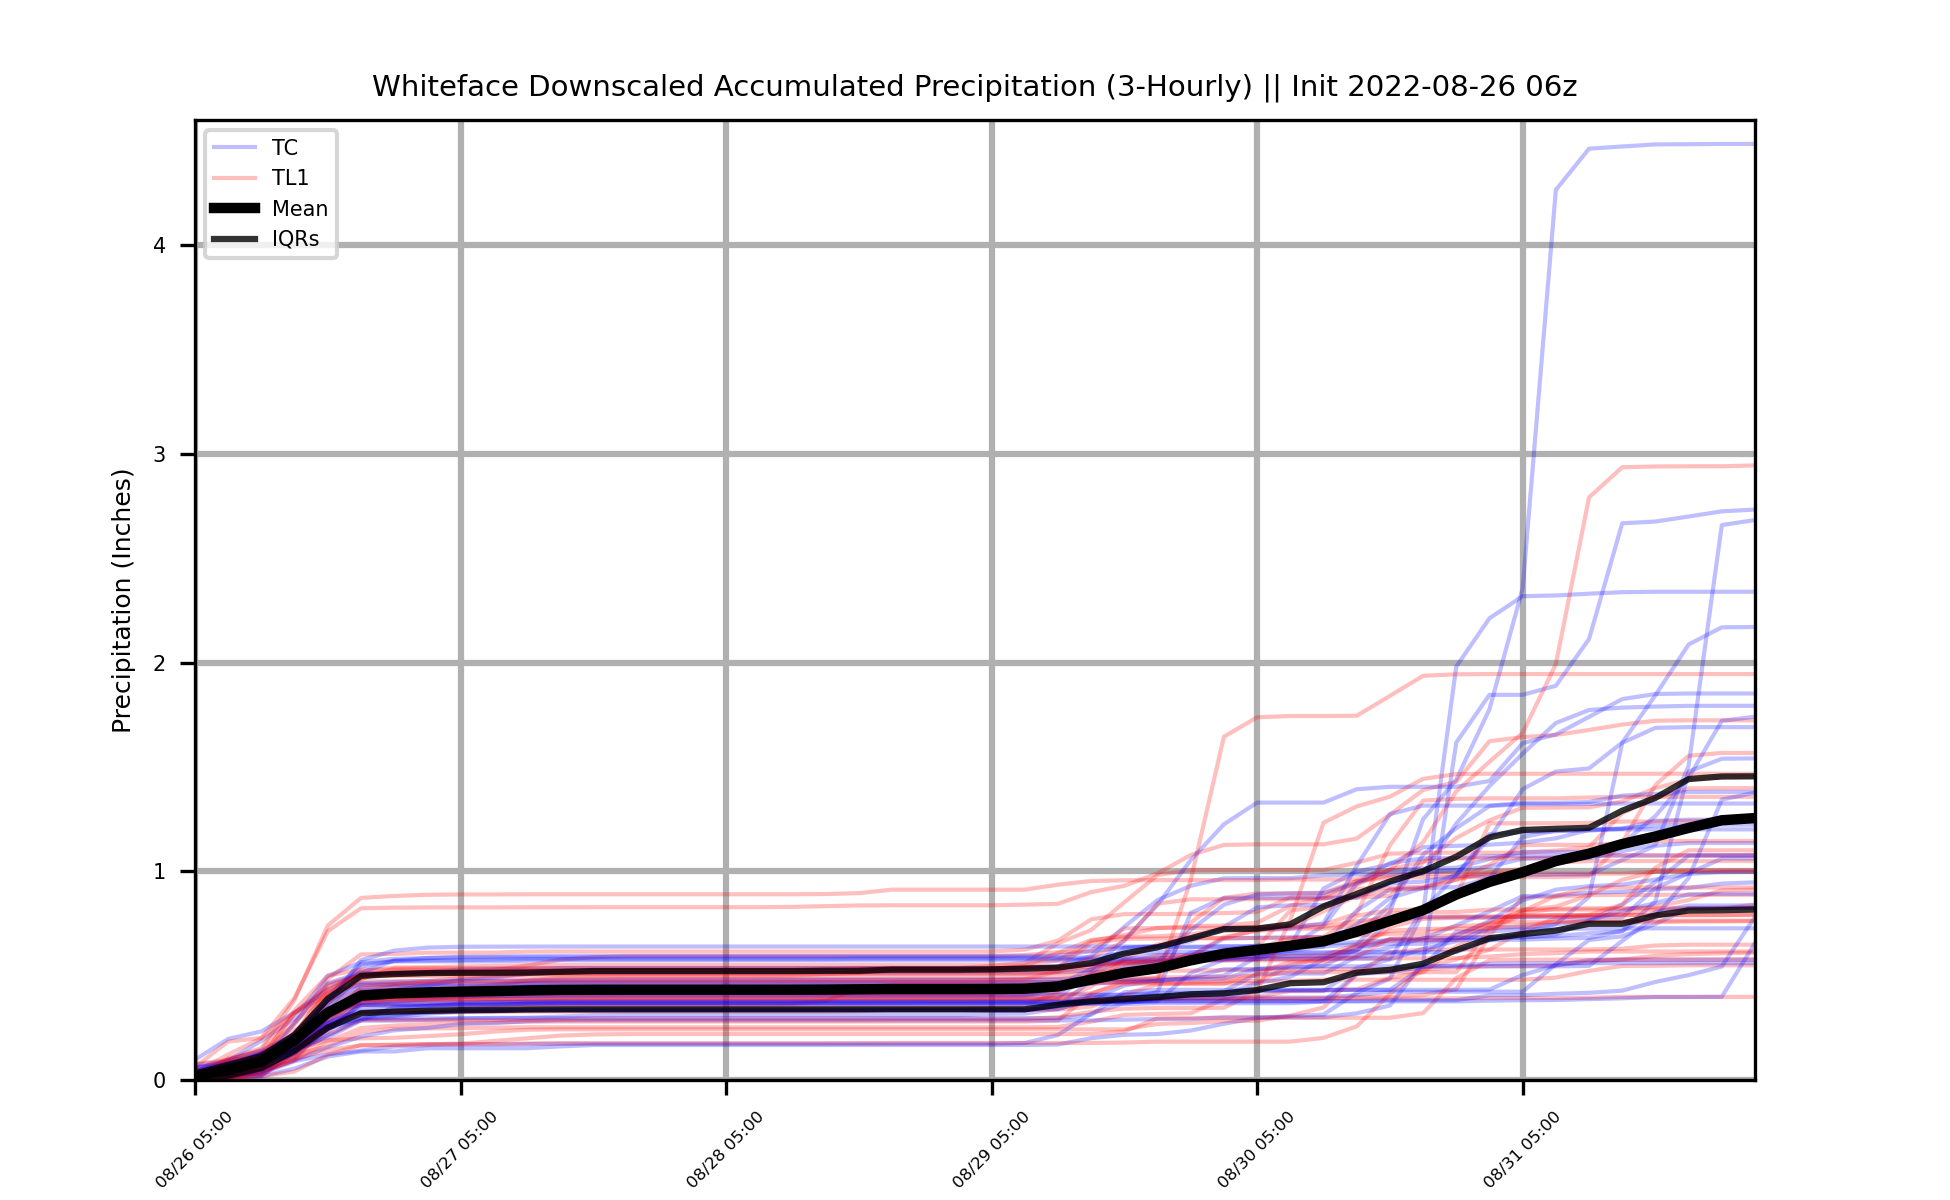 Whiteface Downscaled Accumulated Precipitation (3-Hourly) || Init 2022-08-26 06z
TC
TL1
Mean
IQRs
Precipitation (Inches)
4
3
2
1
0
08/26 05:00
08/27 05:00
08/28 05:00
08/29 05:00
08/30 05:00
08/31 05:00